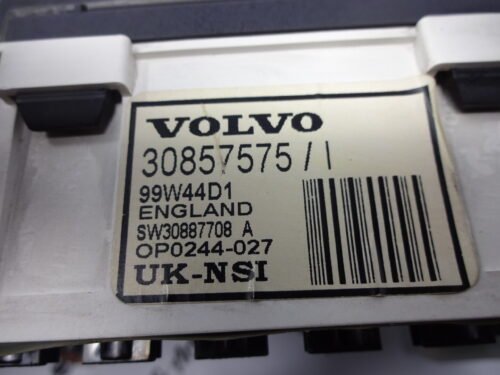 VOLVO
30857575/I
99W44D1
ENGLAND
SW30887708 A
OP0244-027
UK-NSI